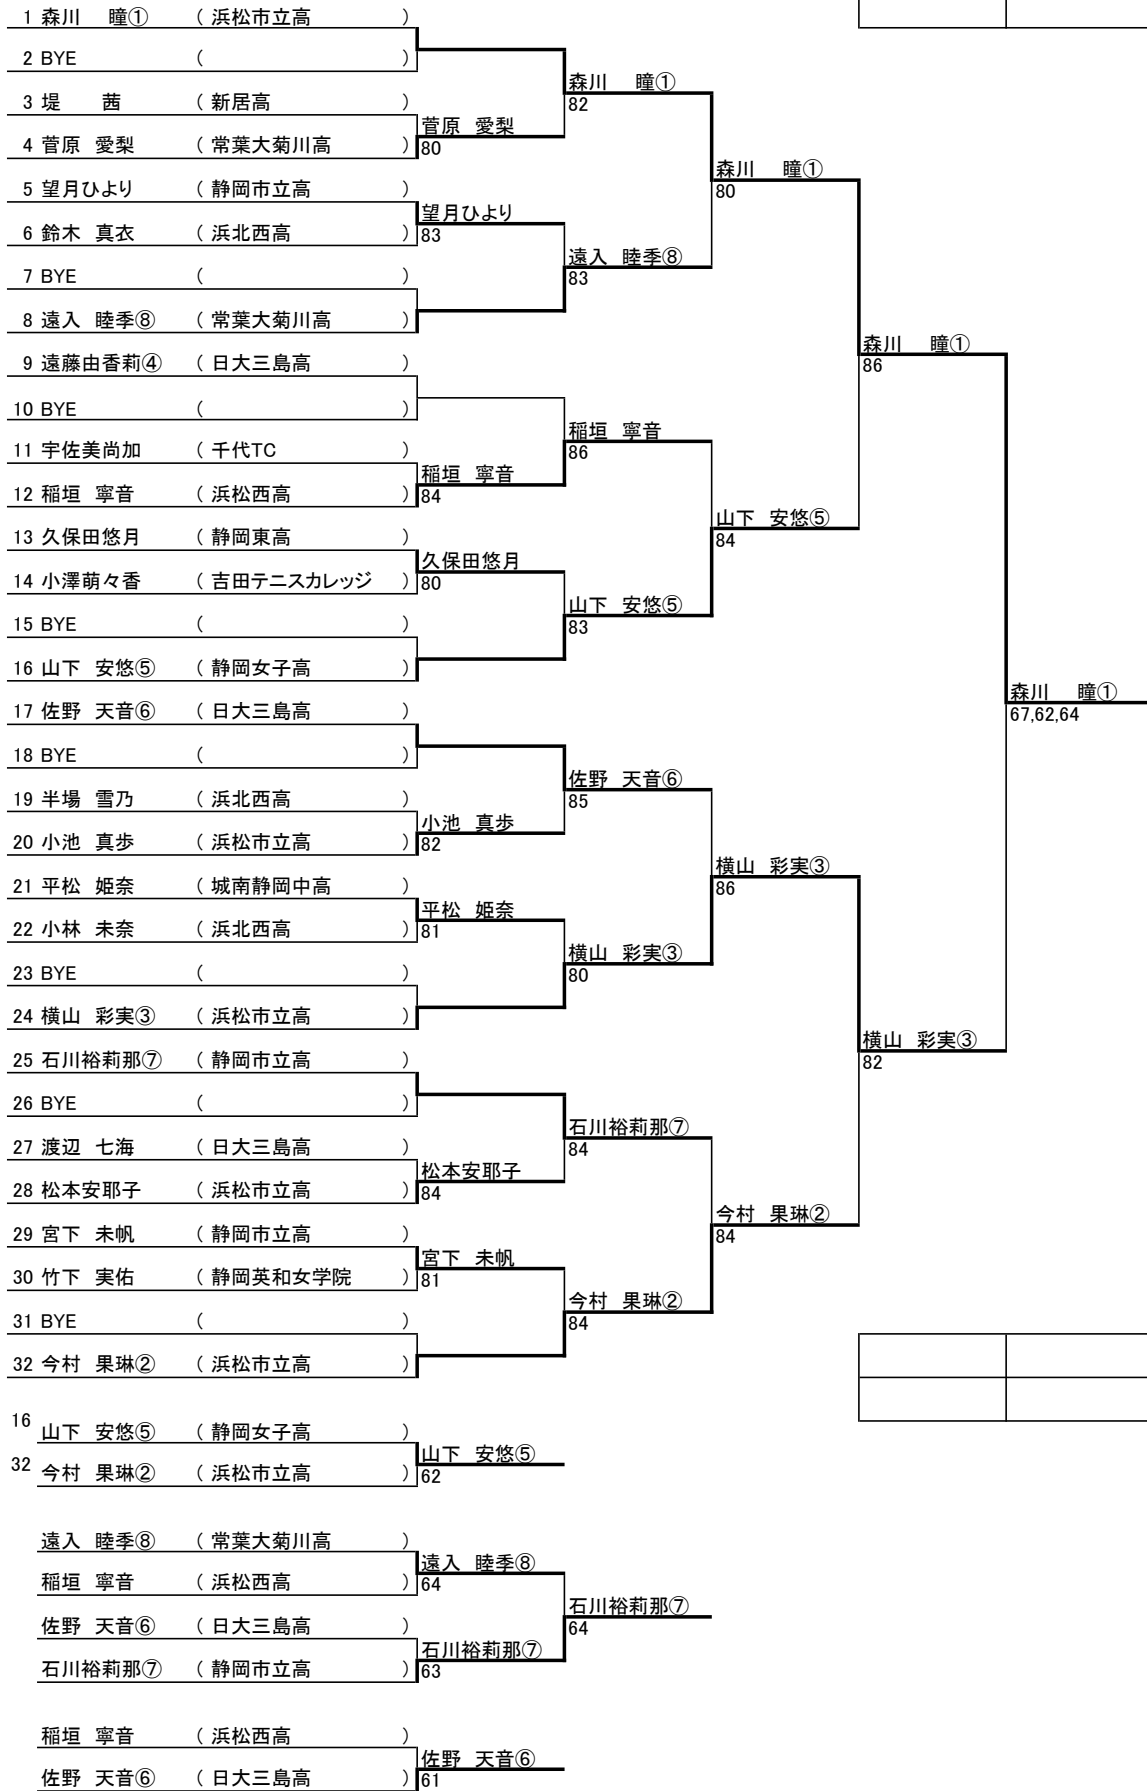 1 森川　瞳① ( 浜松市立高 )
2 BYE ( )
森川　瞳①
82
3 堤　　茜 ( 新居高 )
菅原　愛梨
4 菅原　愛梨 ( 常葉大菊川高 ) 80
森川　瞳①
80
5 望月ひより ( 静岡市立高 )
望月ひより
6 鈴木　真衣 ( 浜北西高 ) 83
遠入　睦季⑧
7 BYE ( ) 83
8 遠入　睦季⑧ ( 常葉大菊川高 )
森川　瞳①
9 遠藤由香莉④ ( 日大三島高 ) 86
10 BYE ( )
稲垣　寧音
11 宇佐美尚加 ( 千代TC ) 86
稲垣　寧音
12 稲垣　寧音 ( 浜松西高 ) 84
山下　安悠⑤
13 久保田悠月 ( 静岡東高 ) 84
久保田悠月
14 小澤萌々香 ( 吉田テニスカレッジ ) 80
山下　安悠⑤
15 BYE ( ) 83
16 山下　安悠⑤ ( 静岡女子高 )
森川　瞳①
17 佐野　天音⑥ ( 日大三島高 ) 67,62,64
18 BYE ( )
佐野　天音⑥
19 半場　雪乃 ( 浜北西高 ) 85
小池　真歩
20 小池　真歩 ( 浜松市立高 ) 82
横山　彩実③
21 平松　姫奈 ( 城南静岡中高 ) 86
平松　姫奈
22 小林　未奈 ( 浜北西高 ) 81
横山　彩実③
23 BYE ( ) 80
24 横山　彩実③ ( 浜松市立高 )
横山　彩実③
25 石川裕莉那⑦ ( 静岡市立高 ) 82
26 BYE ( )
石川裕莉那⑦
27 渡辺　七海 ( 日大三島高 ) 84
松本安耶子
28 松本安耶子 ( 浜松市立高 ) 84
今村　果琳②
29 宮下　未帆 ( 静岡市立高 ) 84
宮下　未帆
30 竹下　実佑 ( 静岡英和女学院 ) 81
今村　果琳②
31 BYE ( ) 84
32 今村　果琳② ( 浜松市立高 )
16 山下　安悠⑤ ( 静岡女子高 )
山下　安悠⑤
32 今村　果琳② ( 浜松市立高 ) 62
遠入　睦季⑧ ( 常葉大菊川高 )
遠入　睦季⑧
稲垣　寧音 ( 浜松西高 ) 64
石川裕莉那⑦
佐野　天音⑥ ( 日大三島高 ) 64
石川裕莉那⑦
石川裕莉那⑦ ( 静岡市立高 ) 63
稲垣　寧音 ( 浜松西高 )
佐野　天音⑥
佐野　天音⑥ ( 日大三島高 ) 61